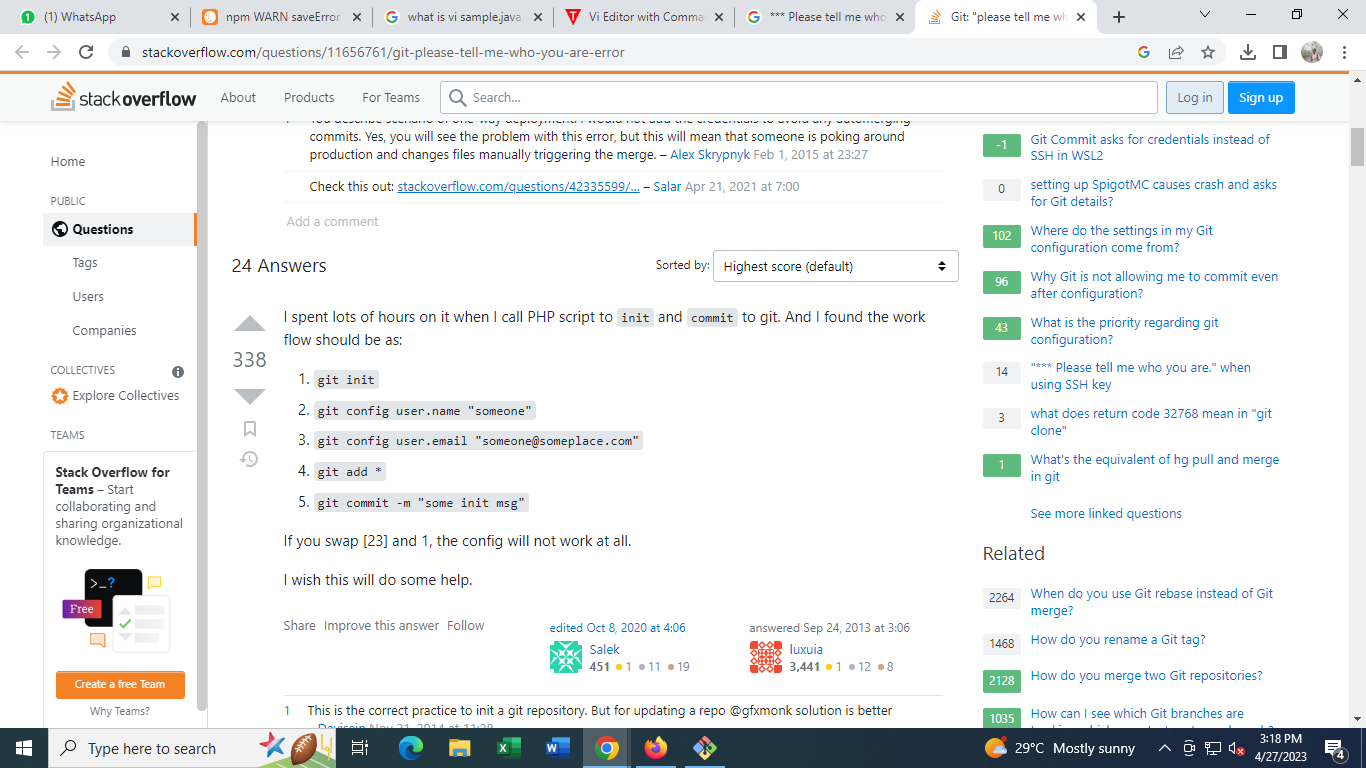 (1) WhatsApp
npm WARN saveError
what is vi sample.java
Vi Editor with Comma
*** Please tell me who
Git: "please tell me wh
stackoverflow.com/questions/11656761/git-please-tell-me-who-you-are-error
stackoverflow
About
Products
For Teams
Search...
Log in
Sign up
Home
PUBLIC
Questions
Tags
Users
Companies
COLLECTIVES
Explore Collectives
TEAMS
Stack Overflow for
Teams – Start
collaborating and
sharing organizational
knowledge.
>_?
Free
Create a free Team
Why Teams?
commits. Yes, you will see the problem with this error, but this will mean that someone is poking around
production and changes files manually triggering the merge. – Alex Skrypnyk Feb 1, 2015 at 23:27
Check this out: stackoverflow.com/questions/42335599/... – Salar Apr 21, 2021 at 7:00
Add a comment
24 Answers
Sorted by:
Highest score (default)
338
I spent lots of hours on it when I call PHP script to init and commit to git. And I found the work
flow should be as:
1. git init
2. git config user.name "someone"
3. git config user.email "someone@someplace.com"
4. git add *
5. git commit -m "some init msg"
If you swap [23] and 1, the config will not work at all.
I wish this will do some help.
Share Improve this answer Follow
edited Oct 8, 2020 at 4:06
Salek
451 1 11 19
answered Sep 24, 2013 at 3:06
luxuia
3,441 1 12 8
1 This is the correct practice to init a git repository. But for updating a repo @gfxmonk solution is better
-1 Git Commit asks for credentials instead of
SSH in WSL2
0 setting up SpigotMC causes crash and asks
for Git details?
102 Where do the settings in my Git
configuration come from?
96 Why Git is not allowing me to commit even
after configuration?
43 What is the priority regarding git
configuration?
14 "*** Please tell me who you are." when
using SSH key
3 what does return code 32768 mean in "git
clone"
1 What's the equivalent of hg pull and merge
in git
See more linked questions
Related
2264 When do you use Git rebase instead of Git
merge?
1468 How do you rename a Git tag?
2128 How do you merge two Git repositories?
1035 How can I see which Git branches are
Type here to search
29°C Mostly sunny
3:18 PM
4/27/2023
4